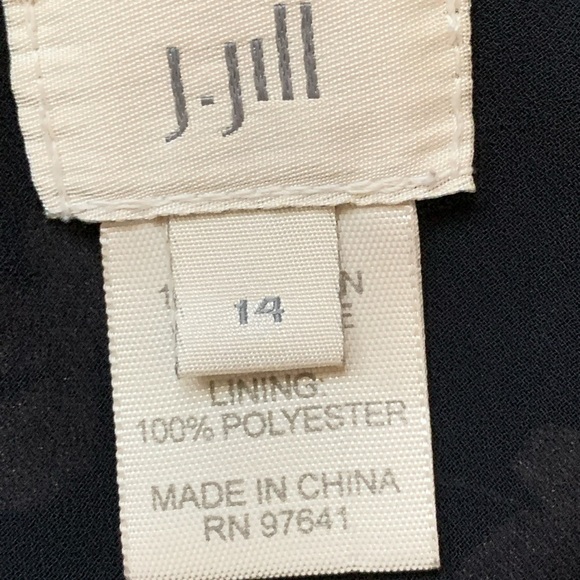 J.Jill
14
LINING:
100% POLYESTER
MADE IN CHINA
RN 97641